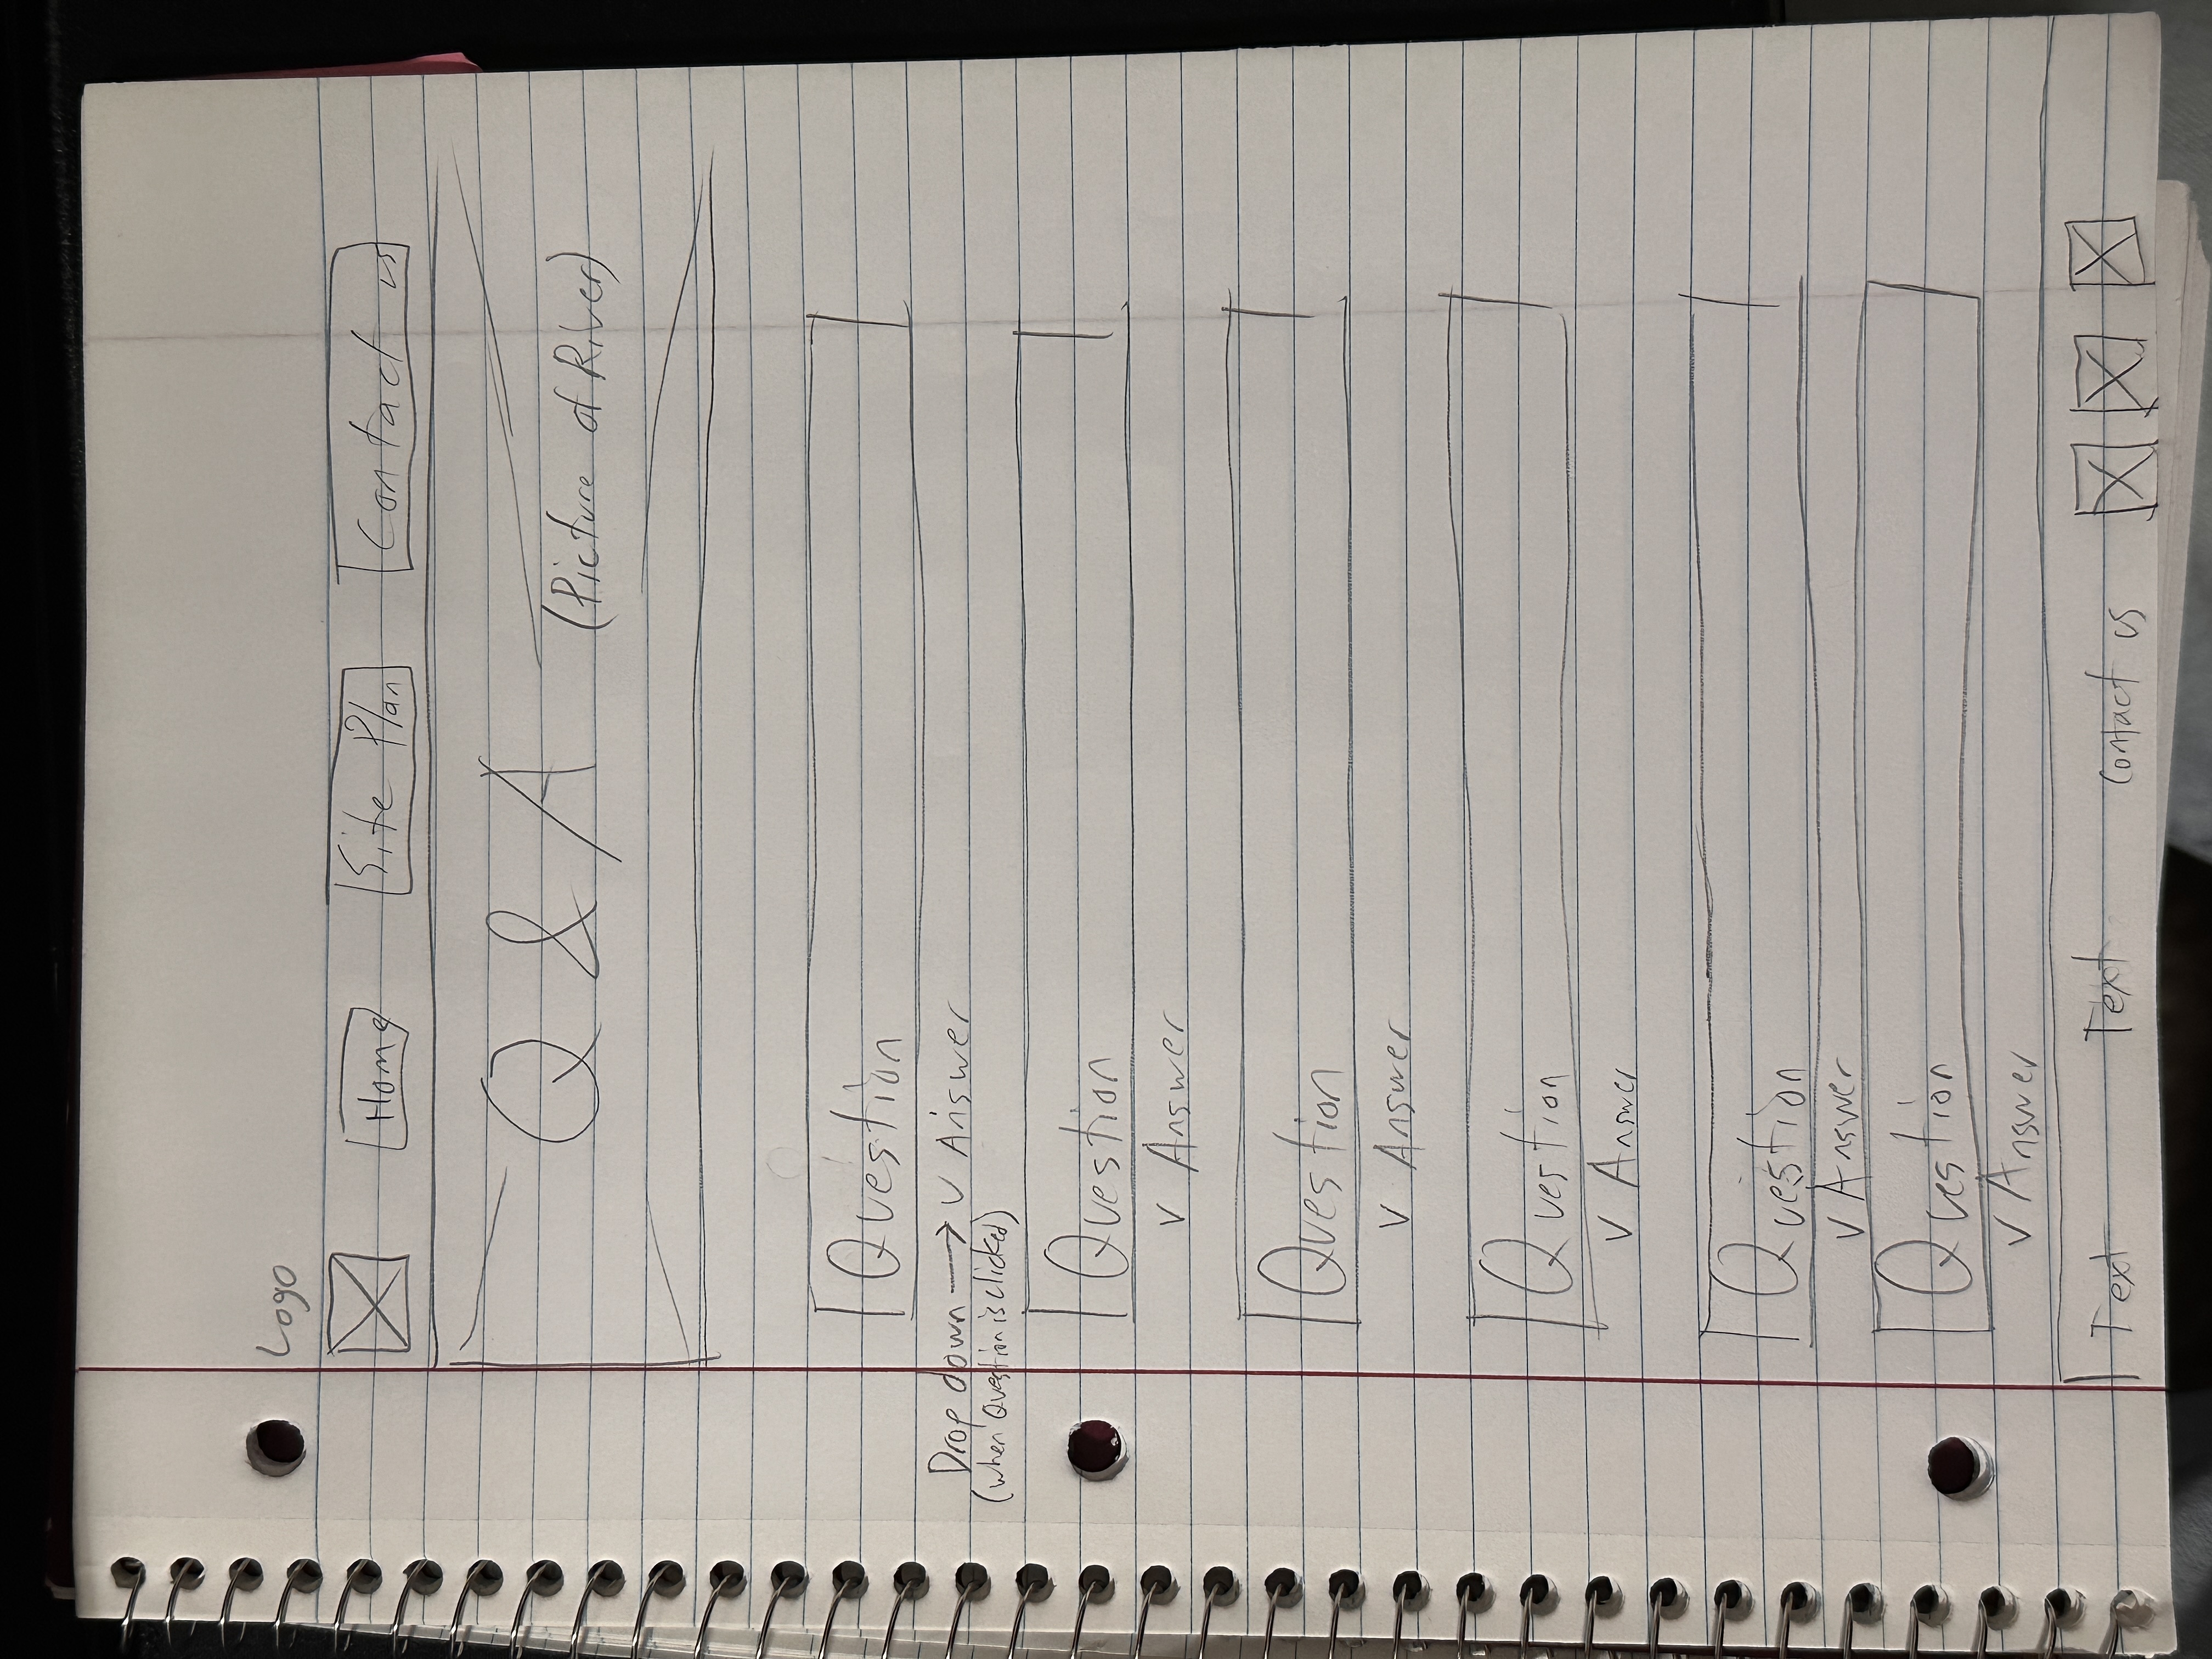 Logo
Home Site Plan Contact us
Q & A (Picture of River)
Question
Drop down → v Answer
(when Question is clicked)
Question
v Answer
Question
v Answer
Question
v Answer
Question
v Answer
Question
v Answer
Text Text Contact us